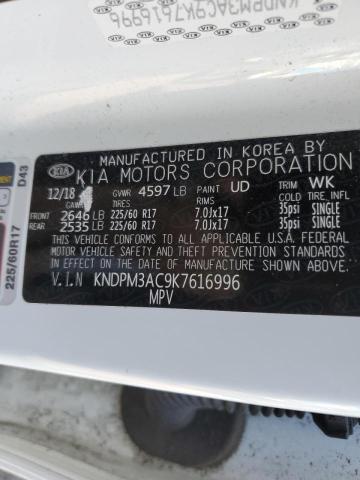 KNDPM3AC9K7616996
D43
225/60R17
MANUFACTURED IN KOREA BY
KIA KIA MOTORS CORPORATION
12/18 GVWR 4597 LB PAINT UD TRIM WK
GAWR TIRES RIMS COLD TIRE INFL
FRONT 2646 LB 225/60 R17 7.0Jx17 35psi SINGLE
REAR 2535 LB 225/60 R17 7.0Jx17 35psi SINGLE
THIS VEHICLE CONFORMS TO ALL APPLICABLE U.S.A. FEDERAL
MOTOR VEHICLE SAFETY AND THEFT PREVENTION STANDARDS IN
EFFECT ON THE DATE OF MANUFACTURE SHOWN ABOVE.
V.I.N KNDPM3AC9K7616996
MPV